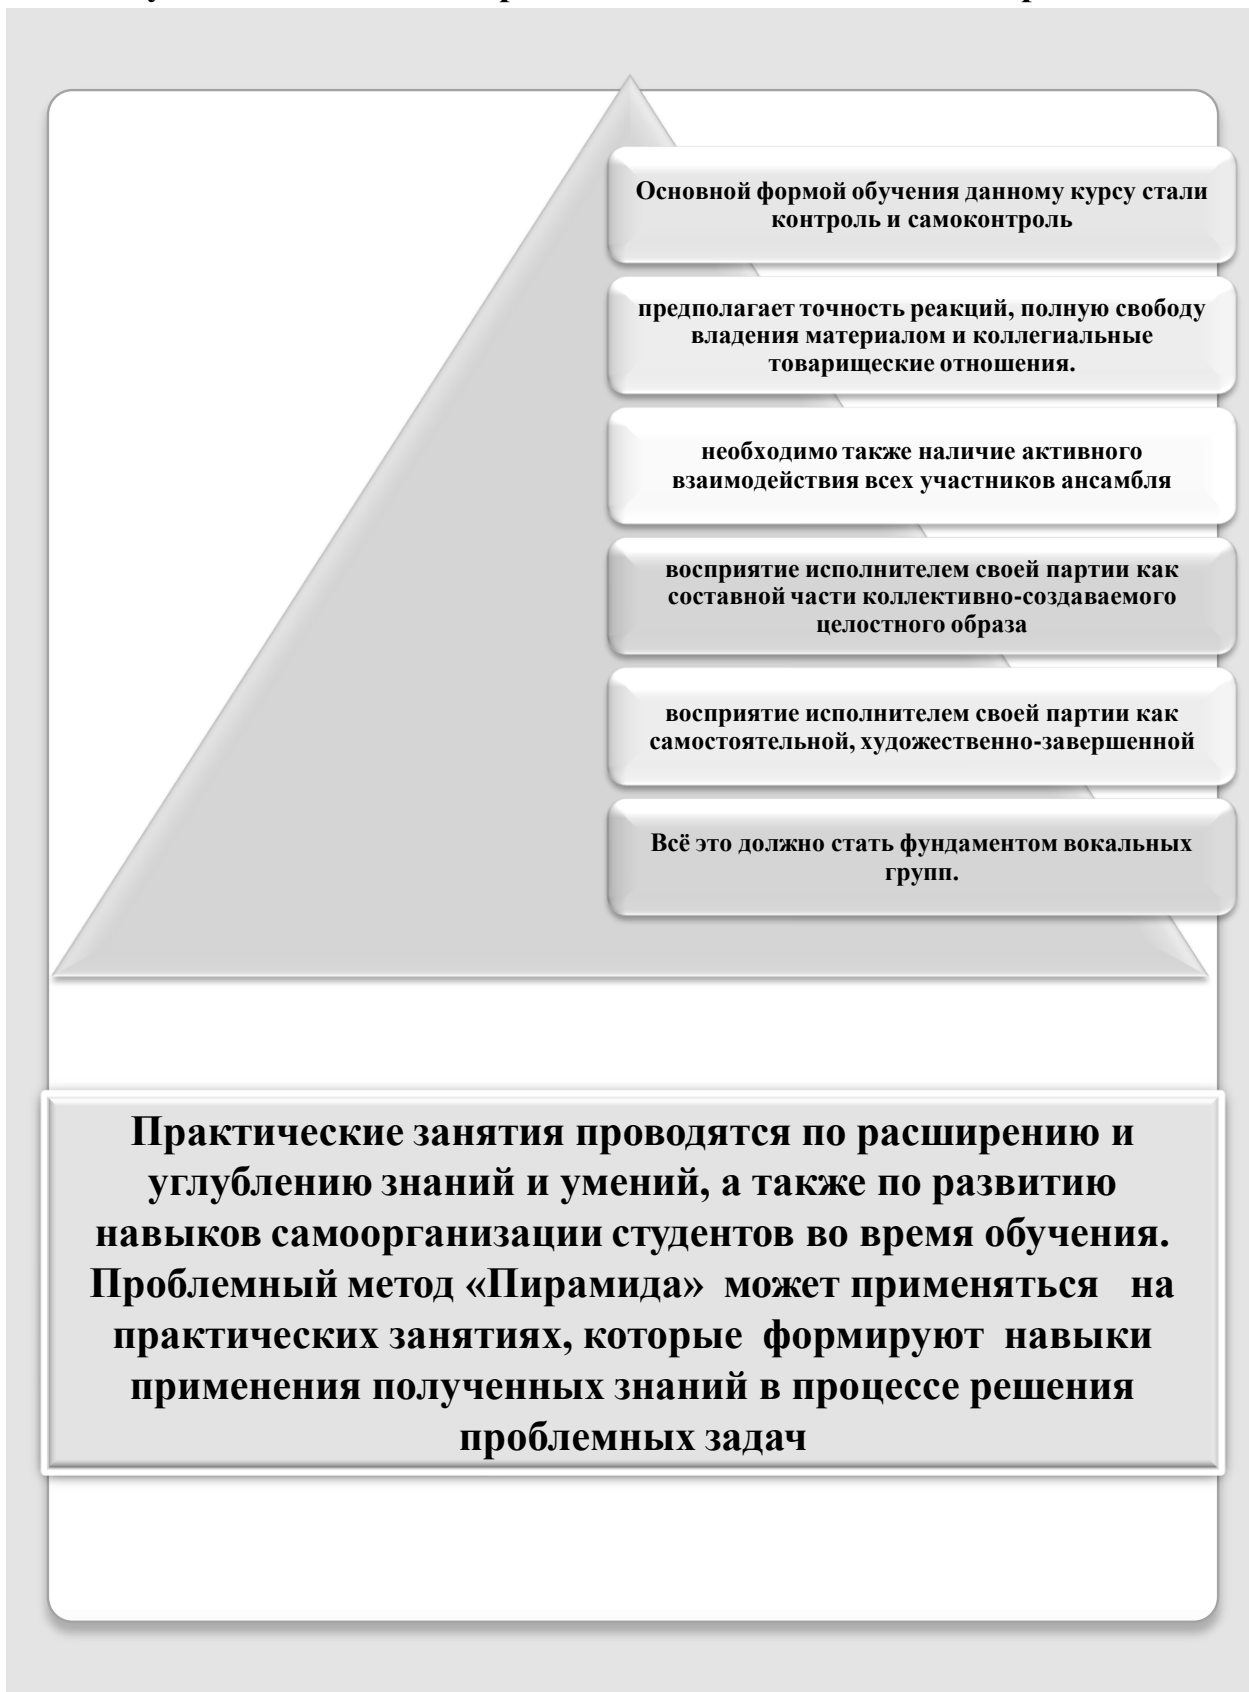 Основной формой обучения данному курсу стали
контроль и самоконтроль
предполагает точность реакций, полную свободу
владения материалом и коллегиальные
товарищеские отношения.
необходимо также наличие активного
взаимодействия всех участников ансамбля
восприятие исполнителем своей партии как
составной части коллективно-создаваемого
целостного образа
восприятие исполнителем своей партии как
самостоятельной, художественно-завершенной
Всё это должно стать фундаментом вокальных
групп.
Практические занятия проводятся по расширению и
углублению знаний и умений, а также по развитию
навыков самоорганизации студентов во время обучения.
Проблемный метод «Пирамида» может применяться на
практических занятиях, которые формируют навыки
применения полученных знаний в процессе решения
проблемных задач